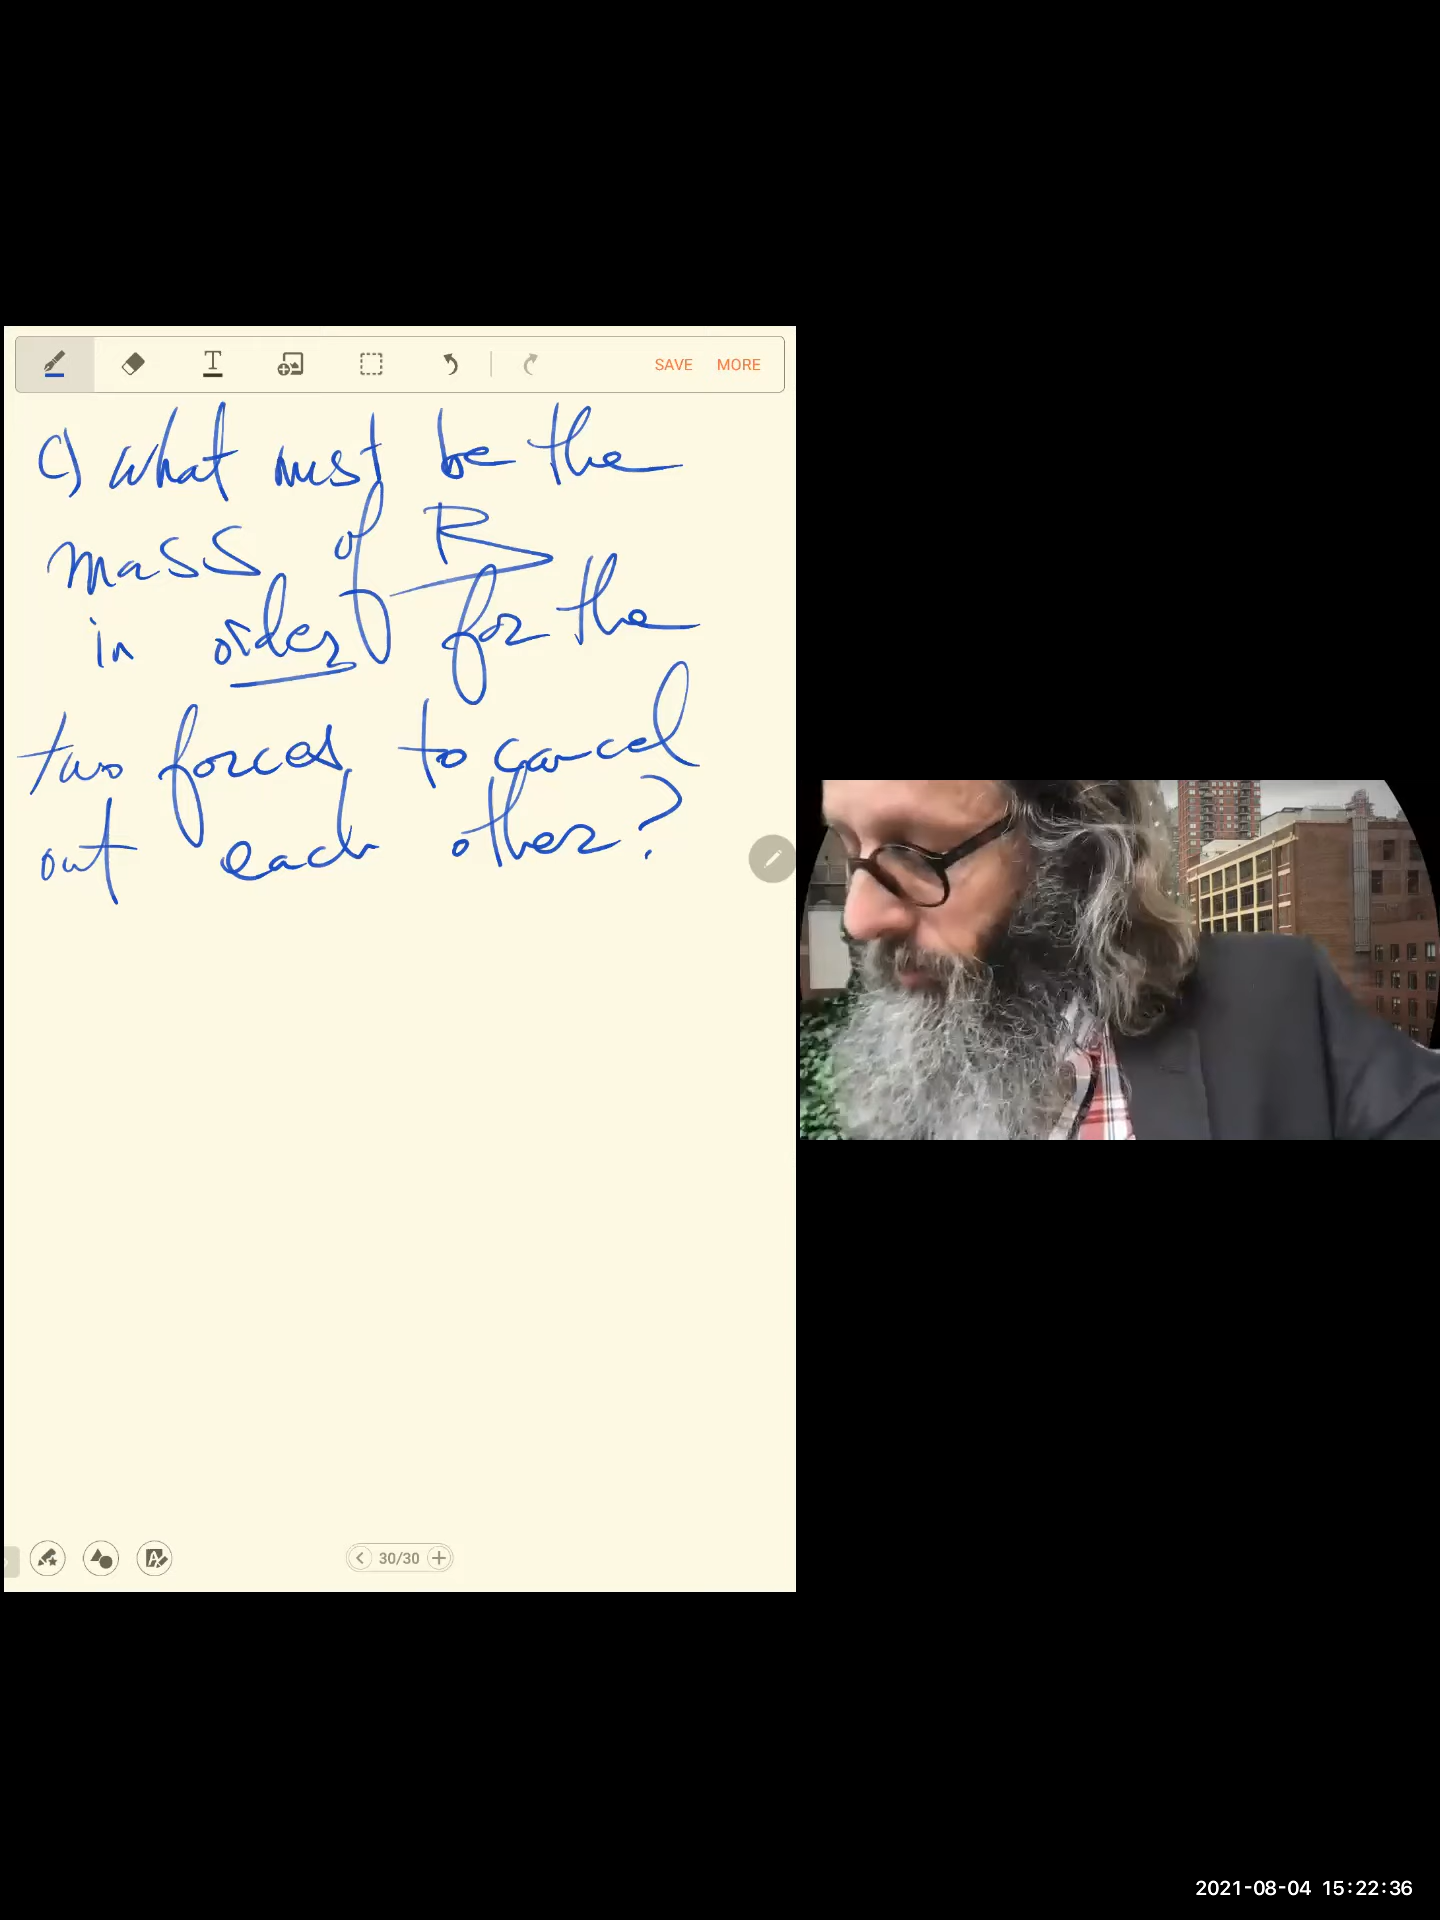 T SAVE MORE
c) what must be the
mass of R
in order for the
two forces to cancel
out each other?
30/30
2021-08-04 15:22:36